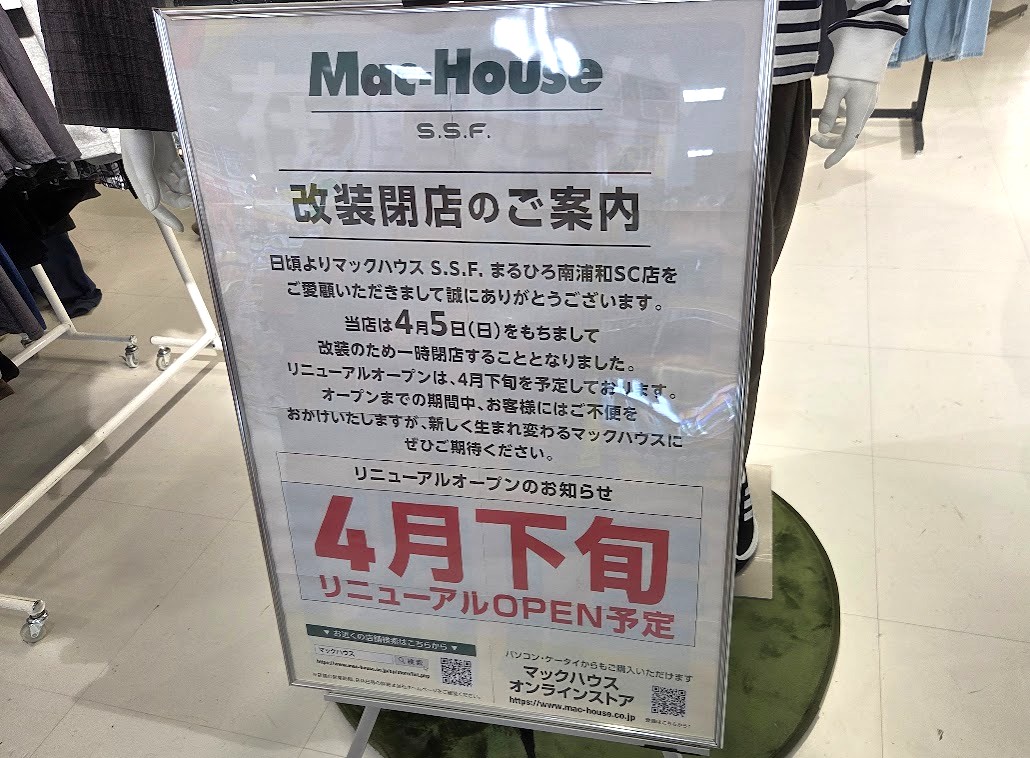 Mac-House
S.S.F.
改装閉店のご案内
日頃よりマックハウス S.S.F. まるひろ南浦和SC店を
ご愛顧いただきまして誠にありがとうございます。
当店は4月5日(日)をもちまして
改装のため一時閉店することとなりました。
リニューアルオープンは、4月下旬を予定しております。
オープンまでの期間中、お客様にはご不便を
おかけいたしますが、新しく生まれ変わるマックハウスに
ぜひご期待ください。
リニューアルオープンのお知らせ
4月下旬
リニューアルOPEN予定
▼ お近くの店舗検索はこちらから ▼
マックハウス
検索
パソコン・ケータイからもご購入いただけます
マックハウス
オンラインストア
https://www.mac-house.co.jp